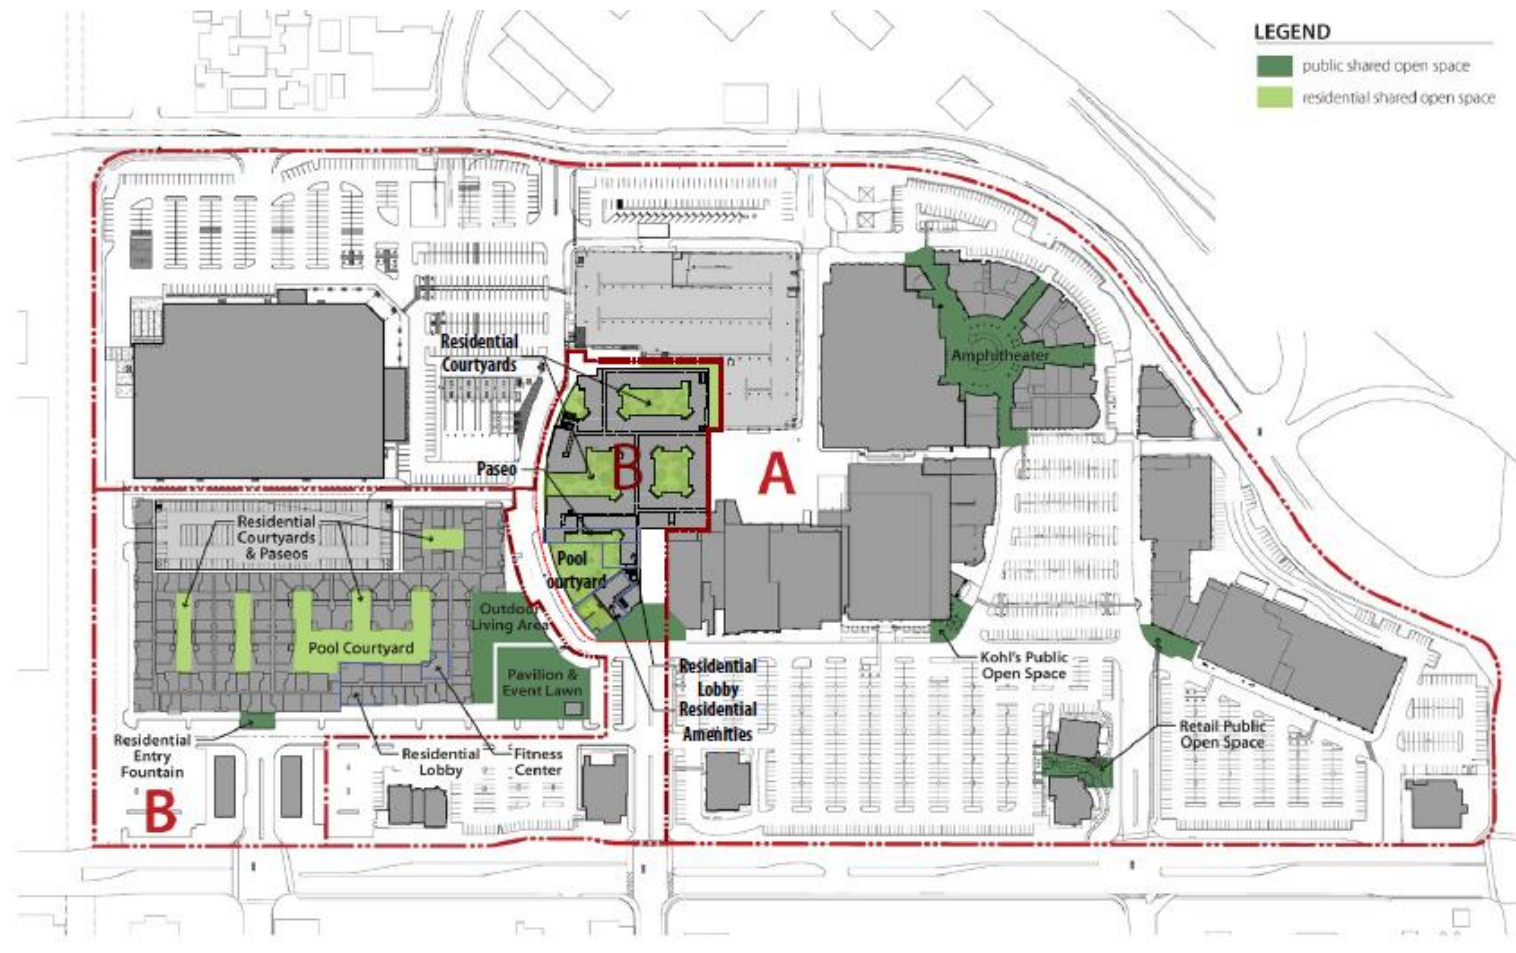 LEGEND
public shared open space
residential shared open space
Amphitheater
Residential
Courtyards
B
A
Paseo
Residential
Courtyards
& Paseos
Pool
ourtyard
Outdoor
Living Area
Pool Courtyard
Pavilion &
Event Lawn
Kohl's Public
Open Space
Residential
Lobby
Residential
Amenities
Retail Public
Open Space
Residential
Entry
Fountain
Residential
Lobby
Fitness
Center
B